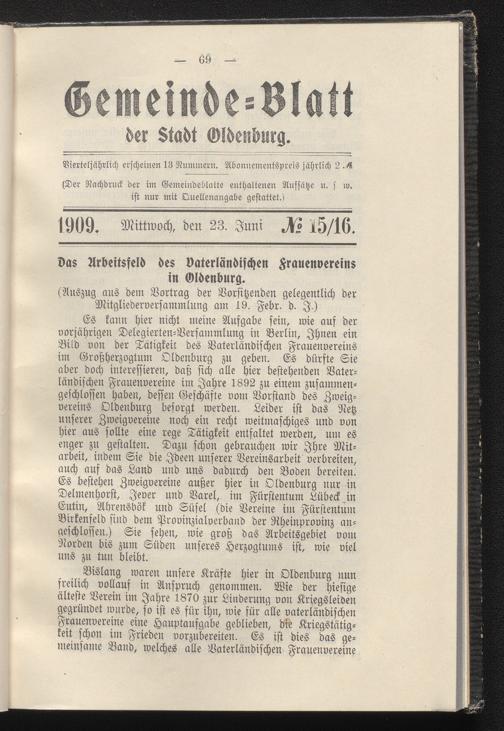 — 69 —
Gemeinde=Blatt
der Stadt Oldenburg.
Vierteljährlich erscheinen 13 Nummern. Abonnementspreis jährlich 2 ℳ
(Der Nachdruck der im Gemeindeblatte enthaltenen Aufsätze u. s w.
ist nur mit Quellenangabe gestattet.)
1909. Mittwoch, den 23. Juni № 15/16.
Das Arbeitsfeld des Vaterländischen Frauenvereins
in Oldenburg.
(Auszug aus dem Vortrag der Vorsitzenden gelegentlich der
Mitgliederversammlung am 19. Febr. d. J.)
Es kann hier nicht meine Aufgabe sein, wie auf der
vorjährigen Delegierten-Versammlung in Berlin, Ihnen ein
Bild von der Tätigkeit des Vaterländischen Frauenvereins
im Großherzogtum Oldenburg zu geben. Es dürfte Sie
aber doch interessieren, daß sich alle hier bestehenden Vater-
ländischen Frauenvereine im Jahre 1892 zu einem zusammen-
geschlossen haben, dessen Geschäfte vom Vorstand des Zweig-
vereins Oldenburg besorgt werden. Leider ist das Netz
unserer Zweigvereine noch ein recht weitmaschiges und von
hier aus sollte eine rege Tätigkeit entfaltet werden, um es
enger zu gestalten. Dazu schon gebrauchen wir Ihre Mit-
arbeit, indem Sie die Ideen unserer Vereinsarbeit verbreiten,
auch auf das Land und uns dadurch den Boden bereiten.
Es bestehen Zweigvereine außer hier in Oldenburg nur in
Delmenhorst, Jever und Varel, im Fürstentum Lübeck in
Eutin, Ahrensbök und Süsel (die Vereine im Fürstentum
Birkenfeld sind dem Provinzialverband der Rheinprovinz an-
geschlossen.) Sie sehen, wie groß das Arbeitsgebiet vom
Norden bis zum Süden unseres Herzogtums ist, wie viel
uns zu tun bleibt.
Bislang waren unsere Kräfte hier in Oldenburg nun
freilich vollauf in Anspruch genommen. Wie der hiesige
älteste Verein im Jahre 1870 zur Linderung von Kriegsleiden
gegründet wurde, so ist es für ihn, wie für alle vaterländischen
Frauenvereine eine Hauptaufgabe geblieben, die Kriegstätig-
keit schon im Frieden vorzubereiten. Es ist dies das ge-
meinsame Band, welches alle Vaterländischen Frauenvereine